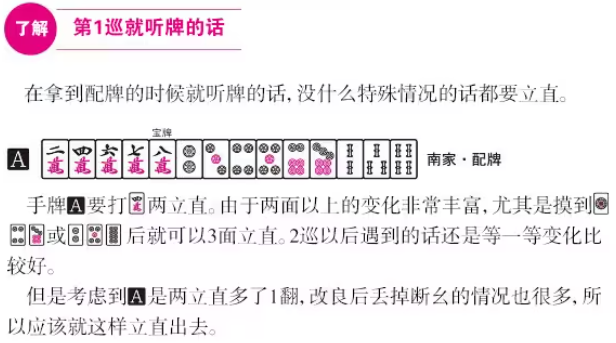 了解 第1巡就听牌的话
在拿到配牌的时候就听牌的话,没什么特殊情况的话都要立直。
宝牌
A 二萬 四萬 六萬 七萬 八萬 南家・配牌
手牌A要打四萬两立直。由于两面以上的变化非常丰富,尤其是摸到
或 后就可以3面立直。2巡以后遇到的话还是等一等变化比
较好。
但是考虑到A是两立直多了1翻,改良后丢掉断幺的情况也很多,所
以应该就这样立直出去。